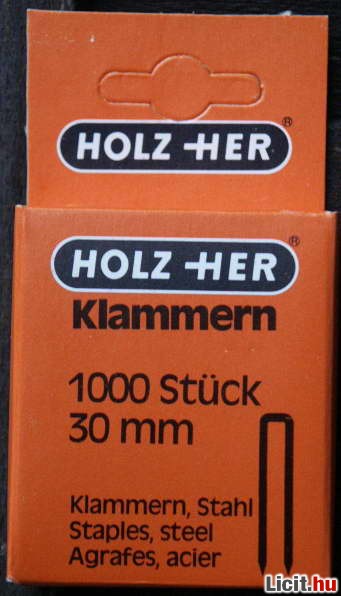 HOLZ-HER®
HOLZ-HER®
Klammern
1000 Stück
30 mm
Klammern, Stahl
Staples, steel
Agrafes, acier
Licit.hu